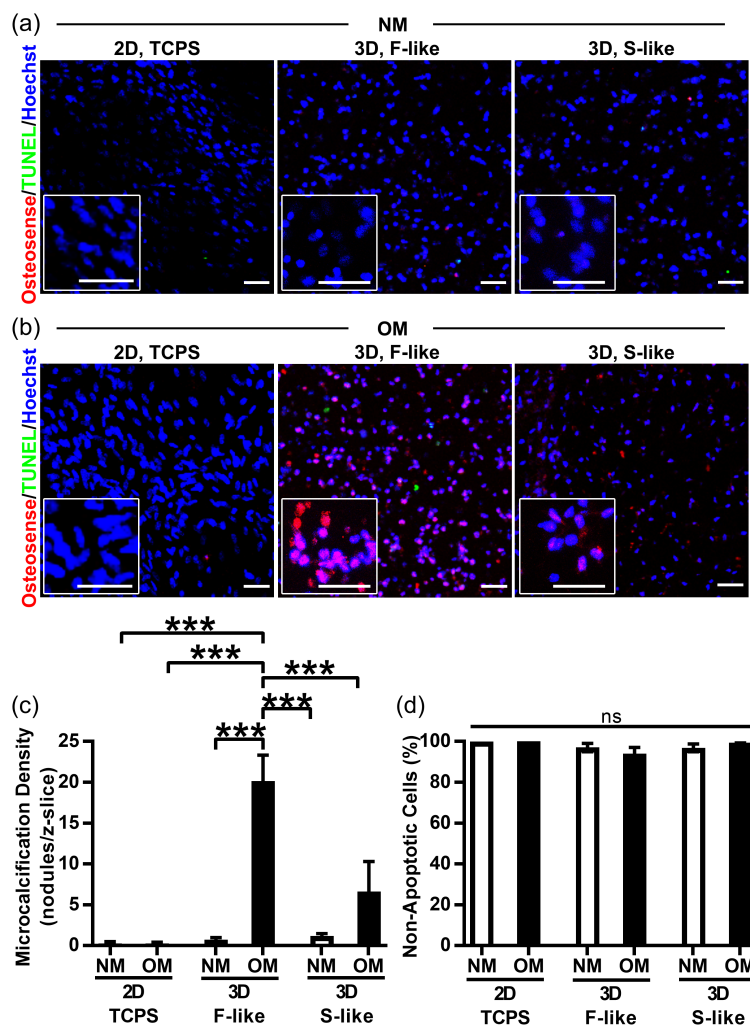 (a)
NM
2D, TCPS 3D, F-like 3D, S-like
Osteosense/TUNEL/Hoechst
(b)
OM
2D, TCPS 3D, F-like 3D, S-like
Osteosense/TUNEL/Hoechst
(c)
***
***
***
***
***
Microcalcification Density
(nodules/z-slice)
25
20
15
10
5
0
NM OM NM OM NM OM
2D 3D 3D
TCPS F-like S-like
(d)
ns
Non-Apoptotic Cells (%)
100
80
60
40
20
0
NM OM NM OM NM OM
2D 3D 3D
TCPS F-like S-like